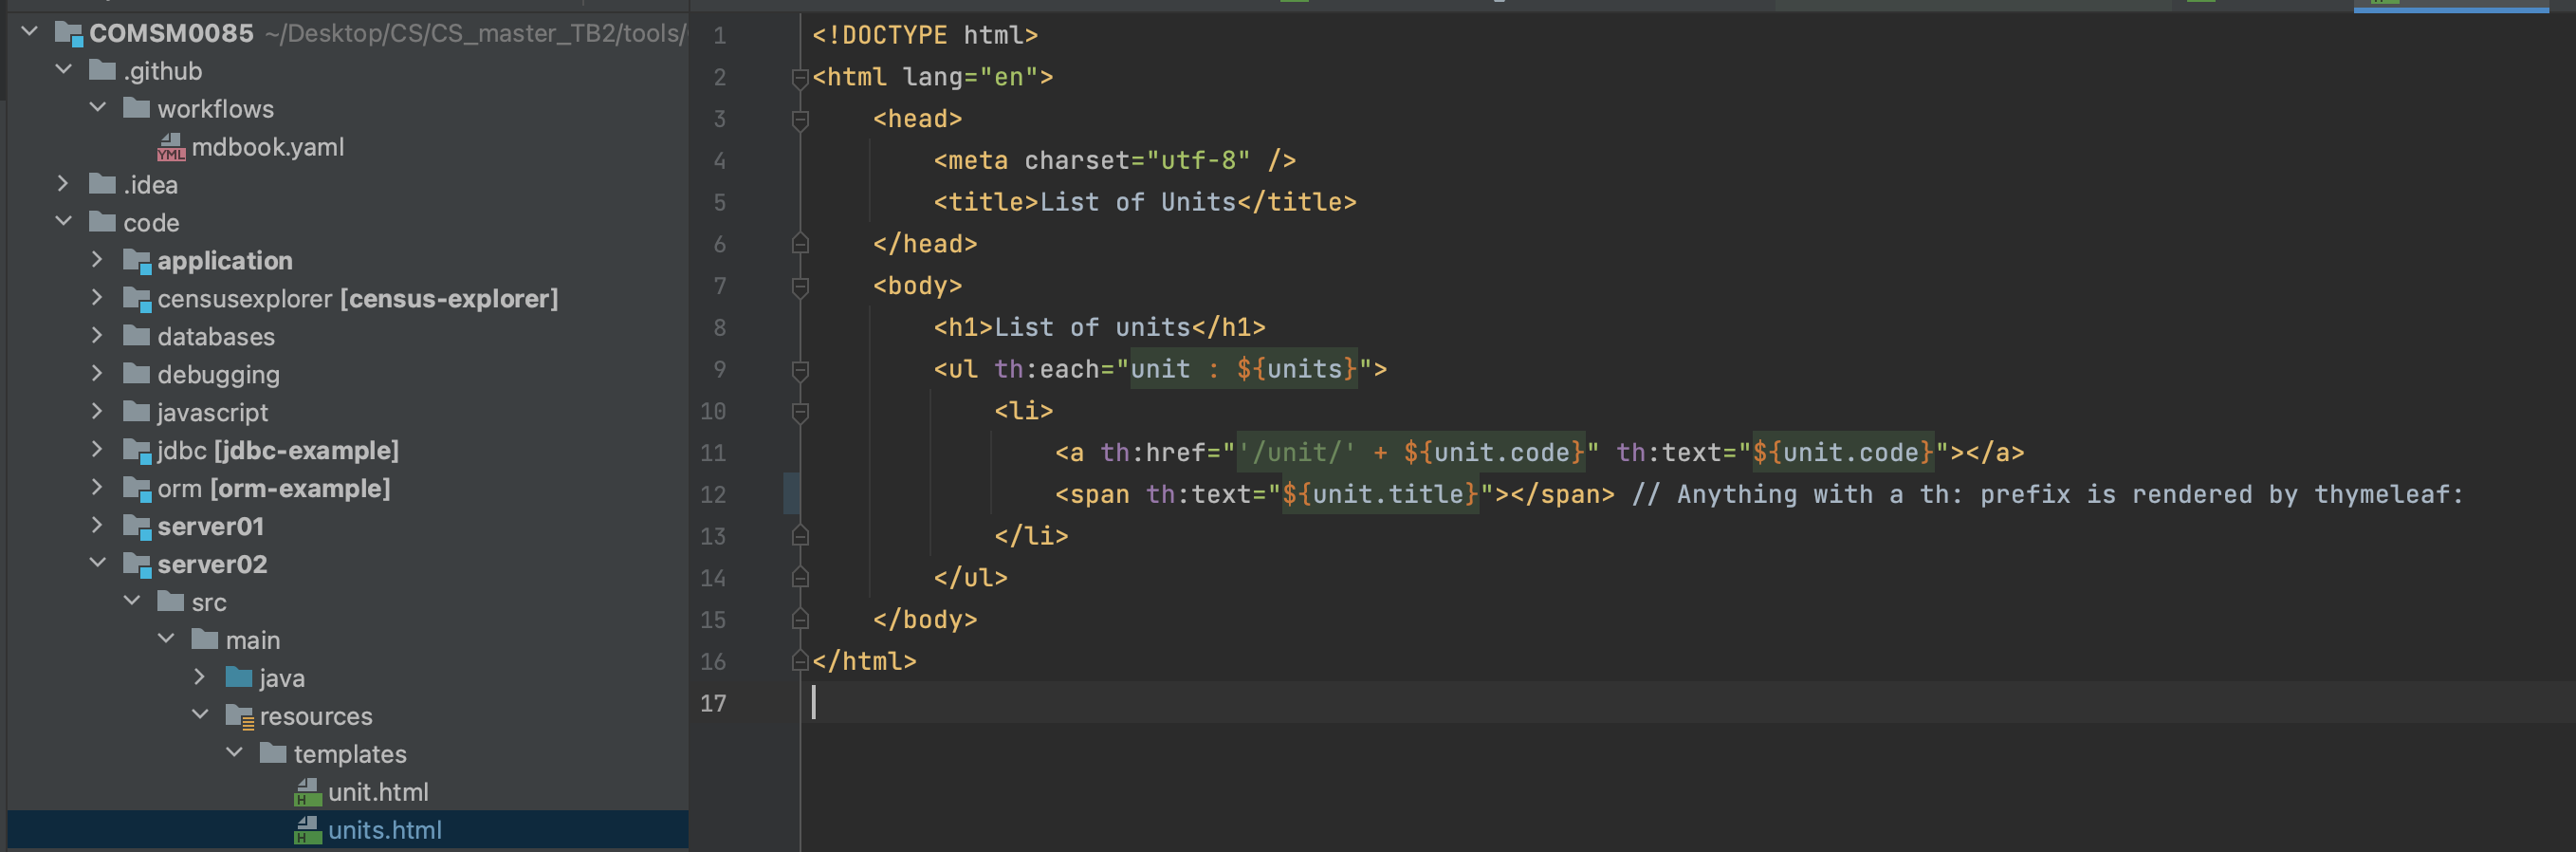 COMSM0085 ~/Desktop/CS/CS_master_TB2/tools/
.github
workflows
mdbook.yaml
.idea
code
application
censusexplorer [census-explorer]
databases
debugging
javascript
jdbc [jdbc-example]
orm [orm-example]
server01
server02
src
main
java
resources
templates
unit.html
units.html
1 <!DOCTYPE html>
2 <html lang="en">
3 <head>
4 <meta charset="utf-8" />
5 <title>List of Units</title>
6 </head>
7 <body>
8 <h1>List of units</h1>
9 <ul th:each="unit : ${units}">
10 <li>
11 <a th:href="'/unit/' + ${unit.code}" th:text="${unit.code}"></a>
12 <span th:text="${unit.title}"></span> // Anything with a th: prefix is rendered by thymeleaf:
13 </li>
14 </ul>
15 </body>
16 </html>
17